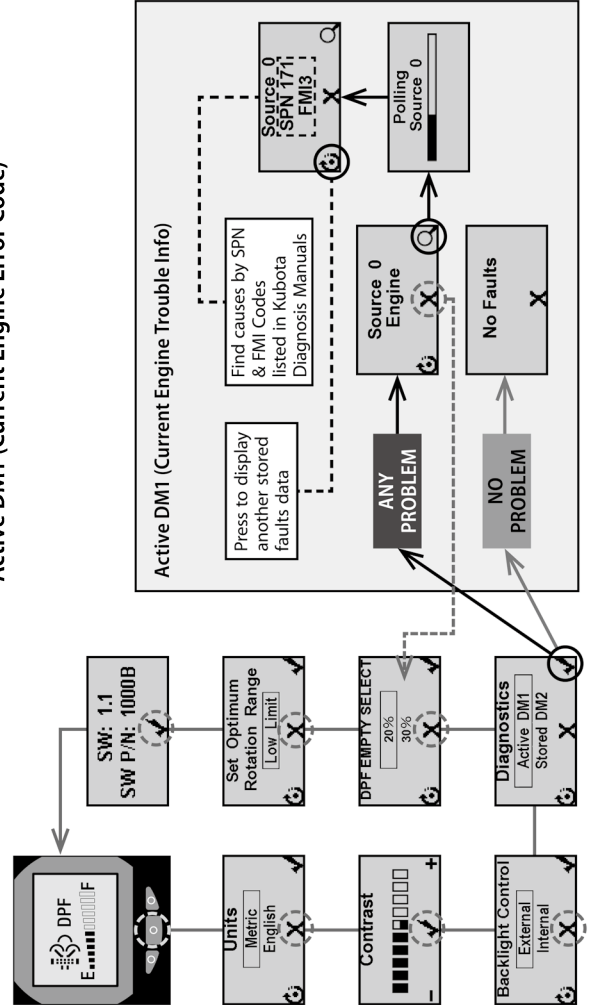 Active DM1 (Current Engine Error Code)
DPF
E F
Units
Metric
English
Contrast
- +
Backlight Control
External
Internal
SW: 1.1
SW P/N: 1000B
Set Optimum
Rotation Range
Low Limit
DPF EMPTY SELECT
20%
30%
Diagnostics
Active DM1
Stored DM2
Active DM1 (Current Engine Trouble Info)
Press to display
another stored
faults data
Find causes by SPN
& FMI Codes
listed in Kubota
Diagnosis Manuals
Source 0
SPN 171
FMI3
ANY
PROBLEM
Source 0
Engine
Polling
Source 0
NO
PROBLEM
No Faults